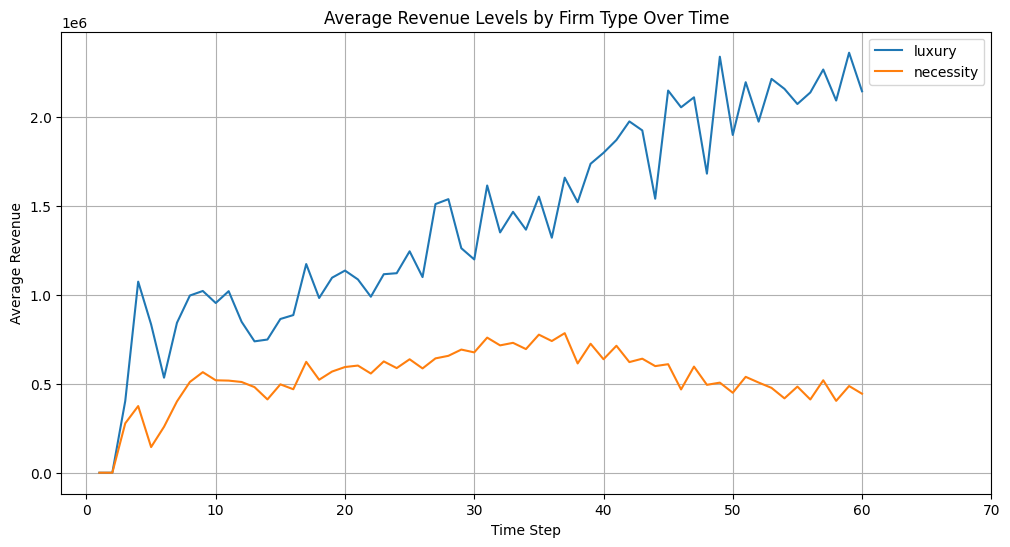 Average Revenue Levels by Firm Type Over Time
1e6
luxury
necessity
Average Revenue
2.0
1.5
1.0
0.5
0.0
0 10 20 30 40 50 60 70
Time Step